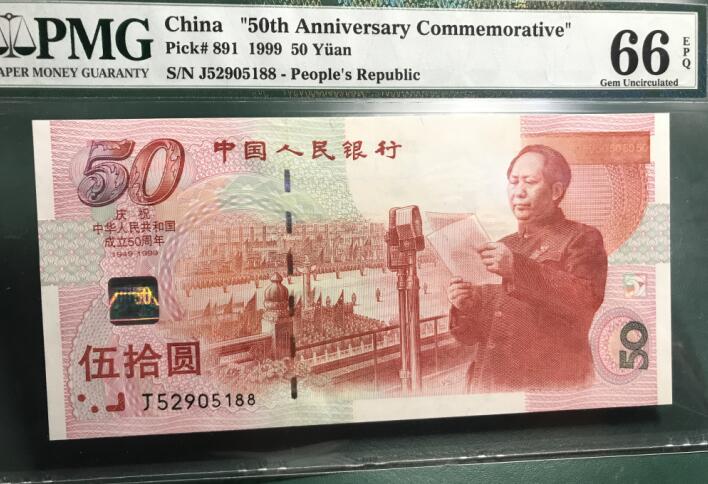 PMG
PAPER MONEY GUARANTY
China "50th Anniversary Commemorative"
Pick# 891 1999 50 Yüan
S/N J52905188 - People's Republic
66 EPQ
Gem Uncirculated
50
中国人民银行
庆祝
中华人民共和国
成立50周年
1949-1999
50
伍拾圆
J52905188
50